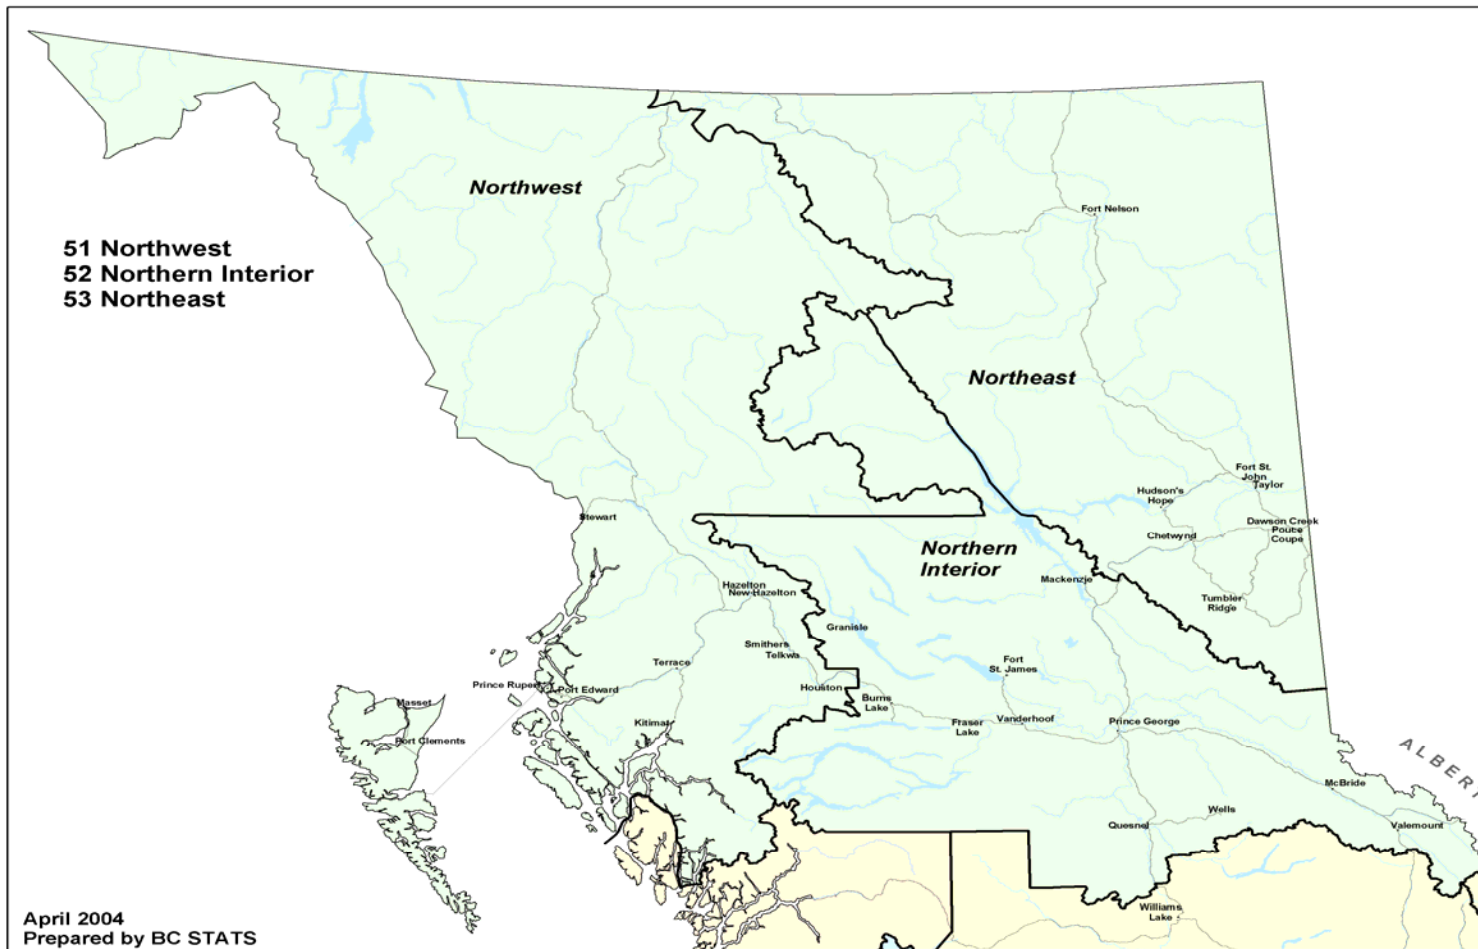 Northwest
51 Northwest
52 Northern Interior
53 Northeast
Fort Nelson
Northeast
Fort St.
John
Taylor
Hudson's
Hope
Stewart
Dawson Creek
Pouce
Coupe
Chetwynd
Northern
Interior
Mackenzie
Hazelton
New Hazelton
Tumbler
Ridge
Granisle
Smithers
Telkwa
Terrace
Fort
St. James
Prince Rupert
Port Edward
Houston
Burns
Lake
Masset
Kitimat
Fraser
Lake
Vanderhoof
Prince George
Port Clements
ALBERT
McBride
Wells
Quesnel
Valemount
Williams
Lake
April 2004
Prepared by BC STATS